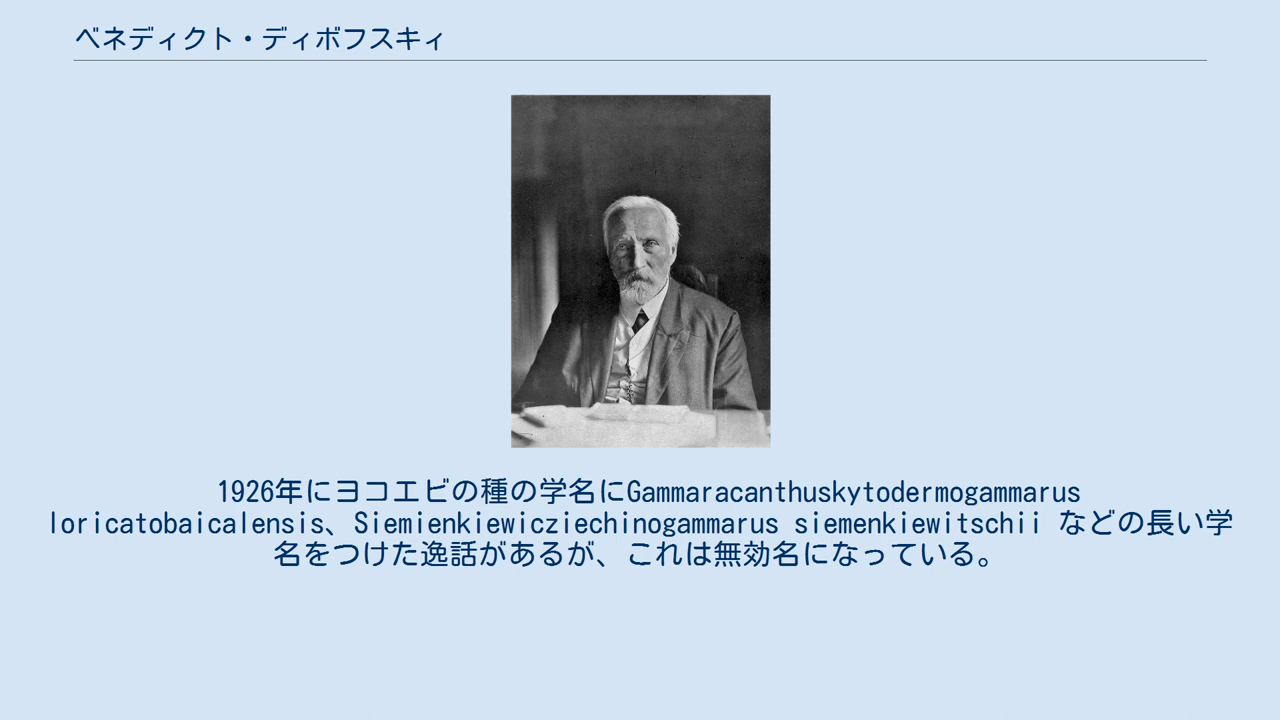 ベネディクト・ディボフスキィ
1926年にヨコエビの種の学名にGammaracanthuskytodermogammarus
loricatobaicalensis、Siemienkiewicziechinogammarus siemenkiewitschii などの長い学
名をつけた逸話があるが、これは無効名になっている。